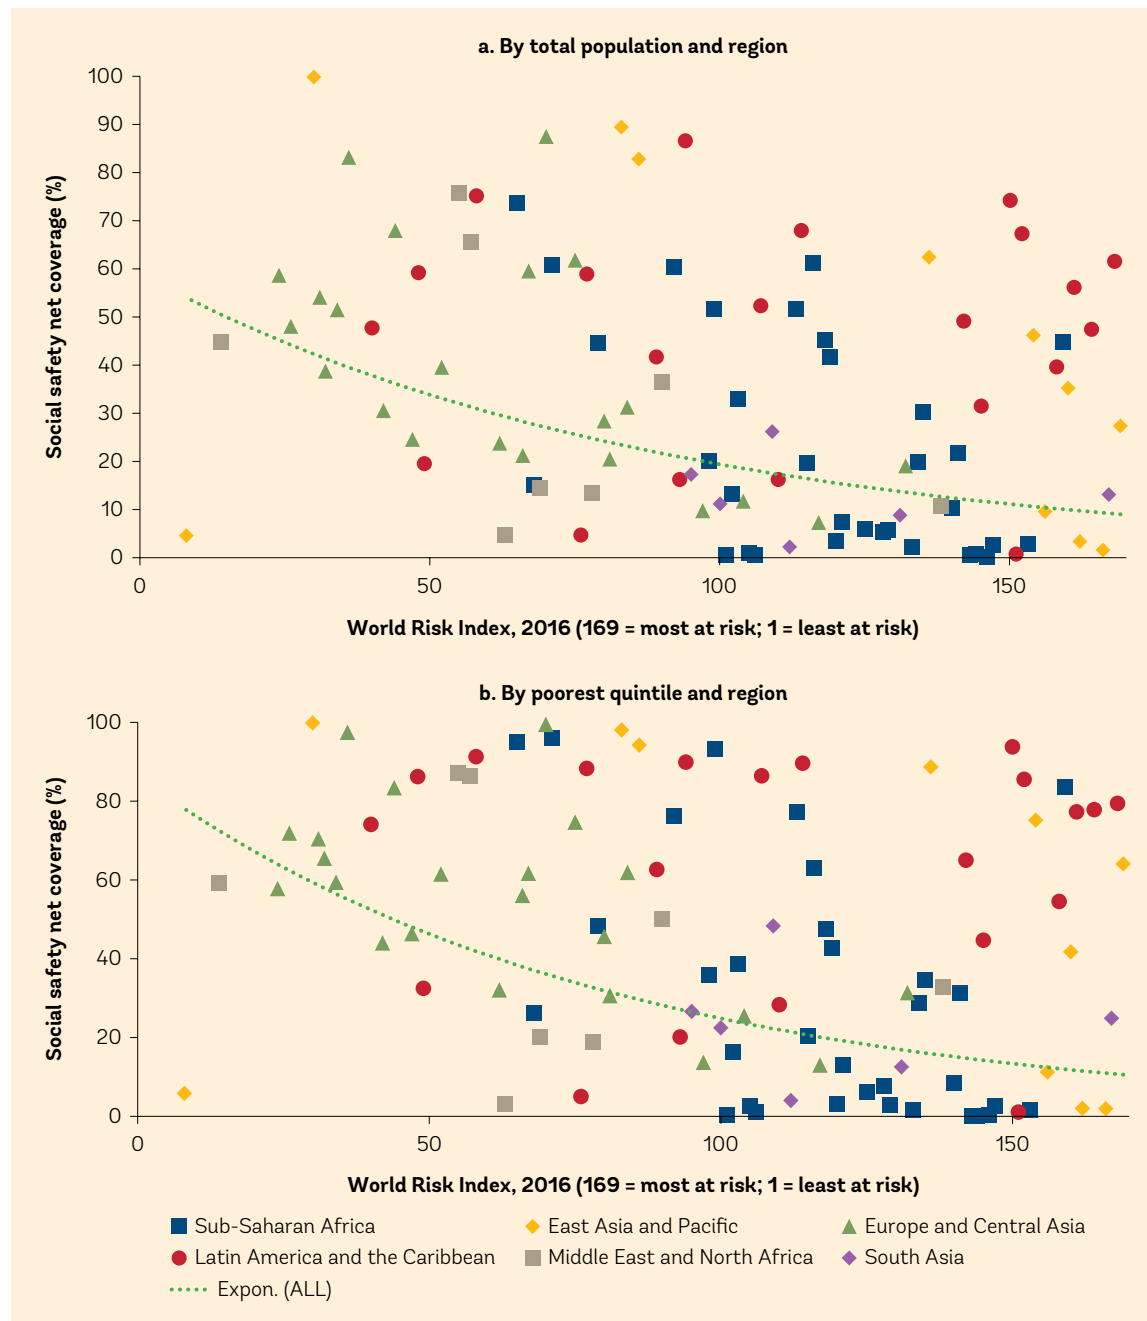 a. By total population and region
100
90
80
70
60
50
40
30
20
10
0
Social safety net coverage (%)
0 50 100 150
World Risk Index, 2016 (169 = most at risk; 1 = least at risk)
b. By poorest quintile and region
100
80
60
40
20
0
Social safety net coverage (%)
0 50 100 150
World Risk Index, 2016 (169 = most at risk; 1 = least at risk)
Sub-Saharan Africa East Asia and Pacific Europe and Central Asia
Latin America and the Caribbean Middle East and North Africa South Asia
Expon. (ALL)